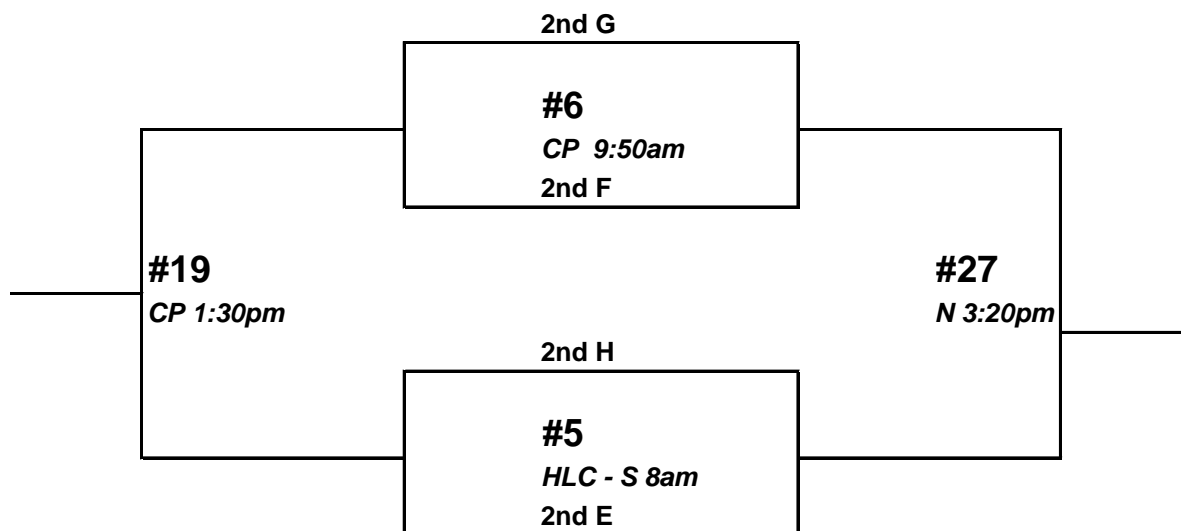 2nd G
#6
CP 9:50am
2nd F
#19
CP 1:30pm
#27
N 3:20pm
2nd H
#5
HLC - S 8am
2nd E